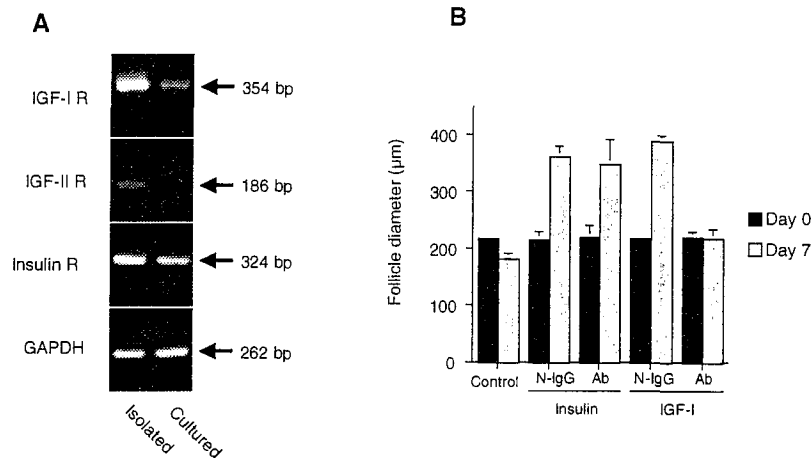 A
IGF-I R
354 bp
IGF-II R
186 bp
Insulin R
324 bp
GAPDH
262 bp
Isolated
Cultured
B
Follicle diameter (µm)
400
300
200
100
0
Control
N-IgG
Ab
N-IgG
Ab
Insulin
IGF-I
Day 0
Day 7